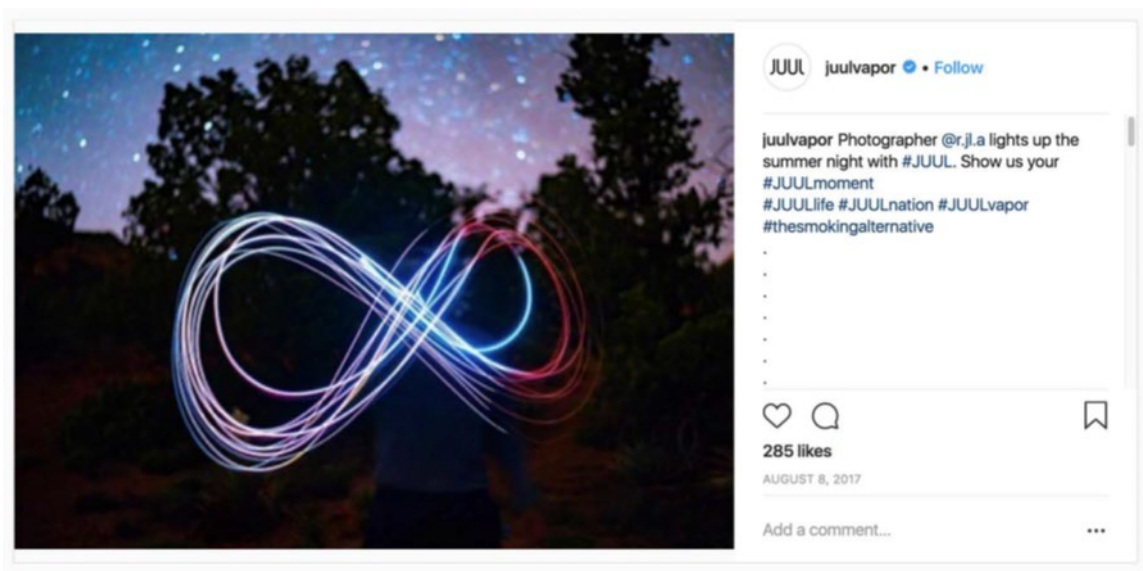 JUUL
juulvapor • Follow
juulvapor Photographer @r.jl.a lights up the
summer night with #JUUL. Show us your
#JUULmoment
#JUULlife #JUULnation #JUULvapor
#thesmokingalternative
.
.
.
.
.
.
.
285 likes
AUGUST 8, 2017
Add a comment...